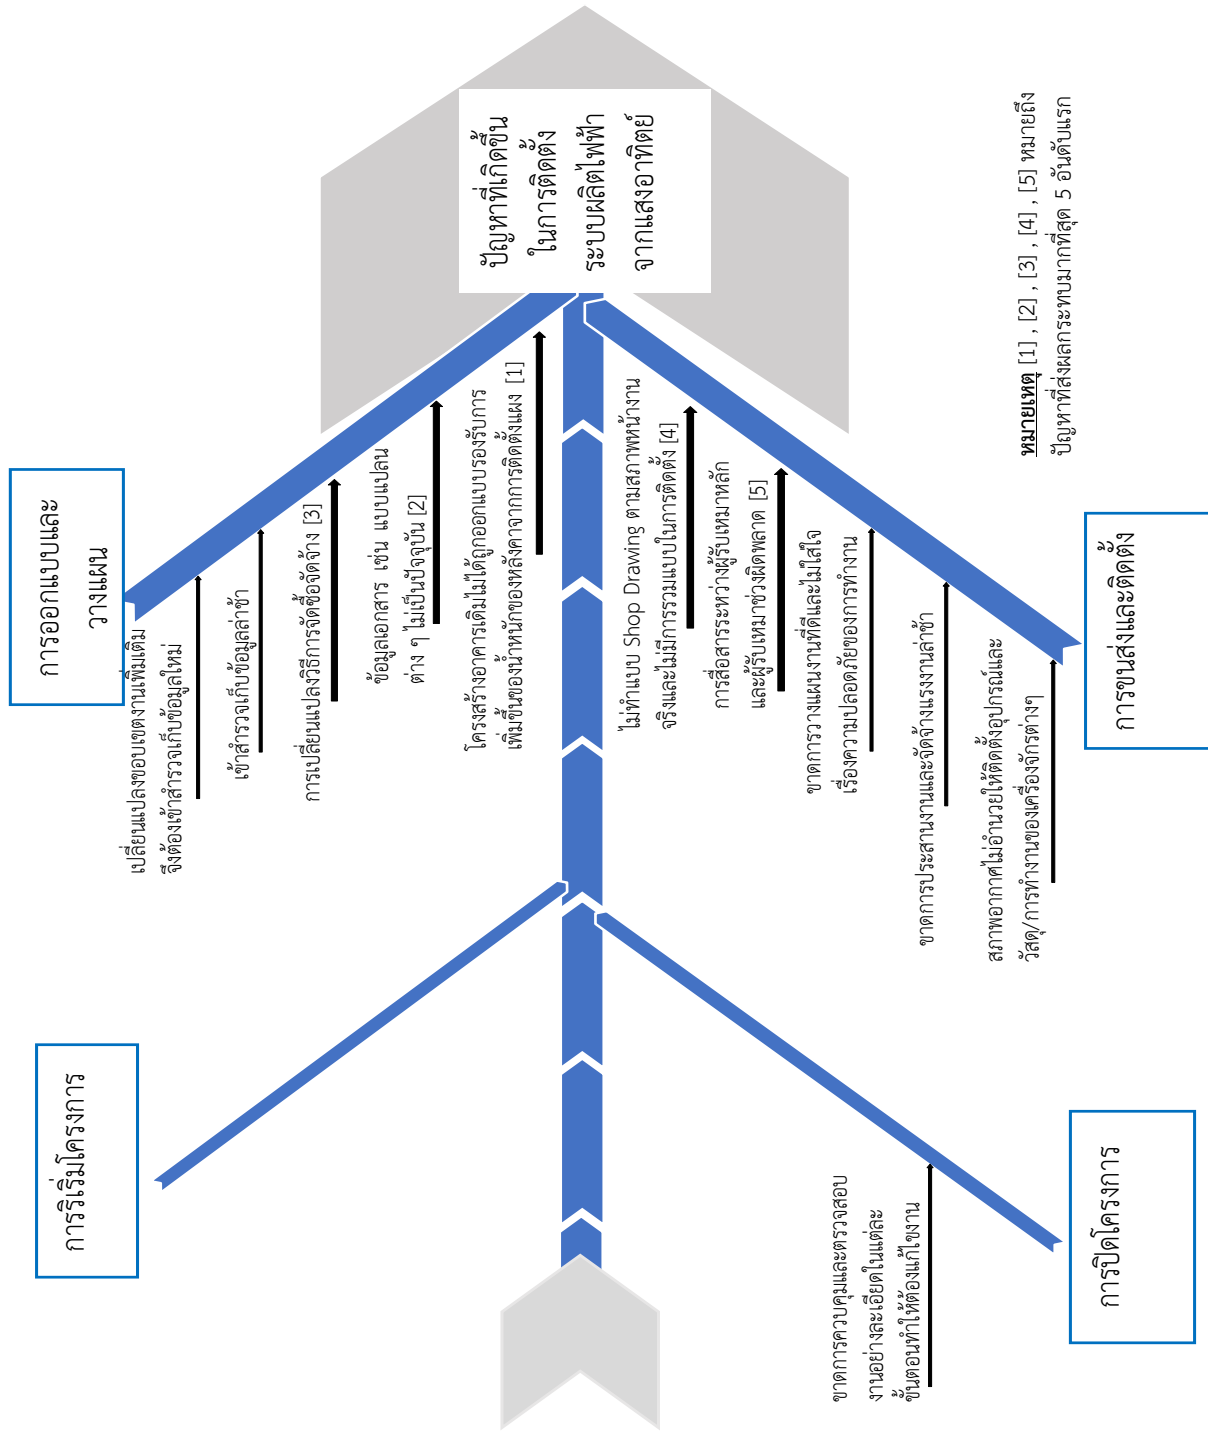 การริเริ่มโครงการ
การออกแบบและ
วางแผน
เปลี่ยนแปลงขอบเขตงานเพิ่มเติม
จึงต้องเข้าสำรวจเก็บข้อมูลใหม่
เข้าสำรวจเก็บข้อมูลล่าช้า
การเปลี่ยนแปลงวิธีการจัดซื้อจัดจ้าง [3]
ข้อมูลเอกสาร เช่น แบบแปลน
ต่าง ๆ ไม่เป็นปัจจุบัน [2]
โครงสร้างอาคารเดิมไม่ได้ถูกออกแบบรองรับการ
เพิ่มขึ้นของน้ำหนักของหลังคาจากการติดตั้งแผง [1]
ปัญหาที่เกิดขึ้น
ในการติดตั้ง
ระบบผลิตไฟฟ้า
จากแสงอาทิตย์
ไม่ทำแบบ Shop Drawing ตามสภาพหน้างาน
จริงและไม่มีการรวมแบบในการติดตั้ง [4]
การสื่อสารระหว่างผู้รับเหมาหลัก
และผู้รับเหมาช่วงผิดพลาด [5]
ขาดการวางแผนงานที่ดีและไม่ใส่ใจ
เรื่องความปลอดภัยของการทำงาน
ขาดการประสานงานและจัดจ้างแรงงานล่าช้า
สภาพอากาศไม่อำนวยให้ติดตั้งอุปกรณ์และ
วัสดุ/การทำงานของเครื่องจักรต่างๆ
ขาดการควบคุมและตรวจสอบ
งานอย่างละเอียดในแต่ละ
ขั้นตอนทำให้ต้องแก้ไขงาน
การปิดโครงการ
การขนส่งและติดตั้ง
หมายเหตุ [1] , [2] , [3] , [4] , [5] หมายถึง
ปัญหาที่ส่งผลกระทบมากที่สุด 5 อันดับแรก